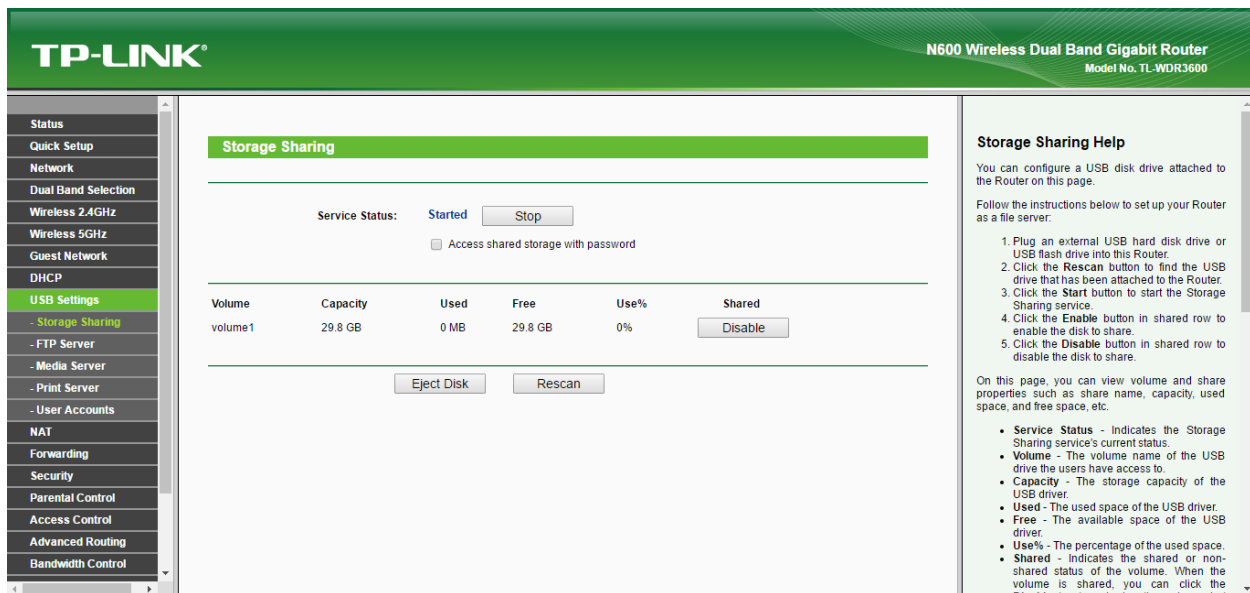 TP-LINK®
N600 Wireless Dual Band Gigabit Router
Model No. TL-WDR3600
Status
Quick Setup
Network
Dual Band Selection
Wireless 2.4GHz
Wireless 5GHz
Guest Network
DHCP
USB Settings
- Storage Sharing
- FTP Server
- Media Server
- Print Server
- User Accounts
NAT
Forwarding
Security
Parental Control
Access Control
Advanced Routing
Bandwidth Control
Storage Sharing
Service Status: Started Stop
Access shared storage with password
Volume Capacity Used Free Use% Shared
volume1 29.8 GB 0 MB 29.8 GB 0% Disable
Eject Disk Rescan
Storage Sharing Help
You can configure a USB disk drive attached to
the Router on this page.
Follow the instructions below to set up your Router
as a file server:
1. Plug an external USB hard disk drive or
USB flash drive into this Router.
2. Click the Rescan button to find the USB
drive that has been attached to the Router.
3. Click the Start button to start the Storage
Sharing service.
4. Click the Enable button in shared row to
enable the disk to share.
5. Click the Disable button in shared row to
disable the disk to share.
On this page, you can view volume and share
properties such as share name, capacity, used
space, and free space, etc.
• Service Status - Indicates the Storage
Sharing service's current status.
• Volume - The volume name of the USB
drive the users have access to.
• Capacity - The storage capacity of the
USB driver.
• Used - The used space of the USB driver.
• Free - The available space of the USB
driver.
• Use% - The percentage of the used space.
• Shared - Indicates the shared or non-
shared status of the volume. When the
volume is shared, you can click the